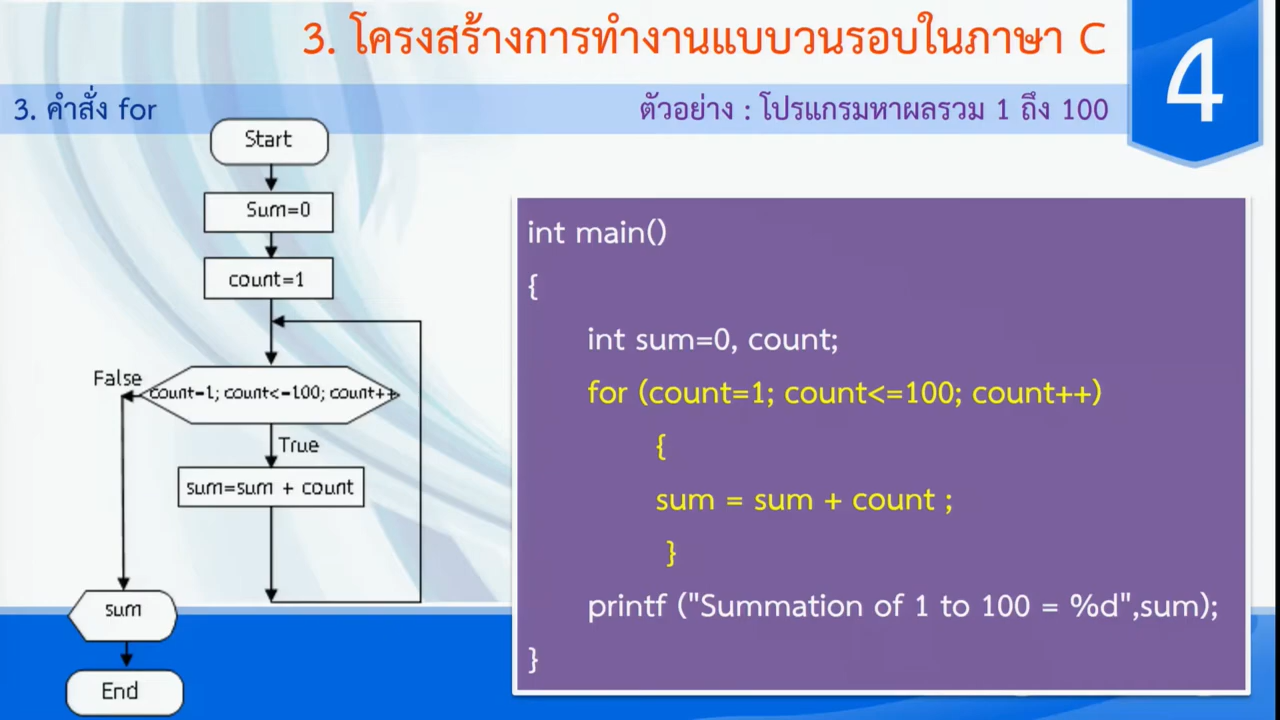 3. โครงสร้างการทำงานแบบวนรอบในภาษา C
4
3. คำสั่ง for
ตัวอย่าง : โปรแกรมหาผลรวม 1 ถึง 100
Start
Sum=0
count=1
False
count=1; count<=100; count++
True
sum=sum + count
sum
End
int main()
{
int sum=0, count;
for (count=1; count<=100; count++)
{
sum = sum + count ;
}
printf ("Summation of 1 to 100 = %d",sum);
}